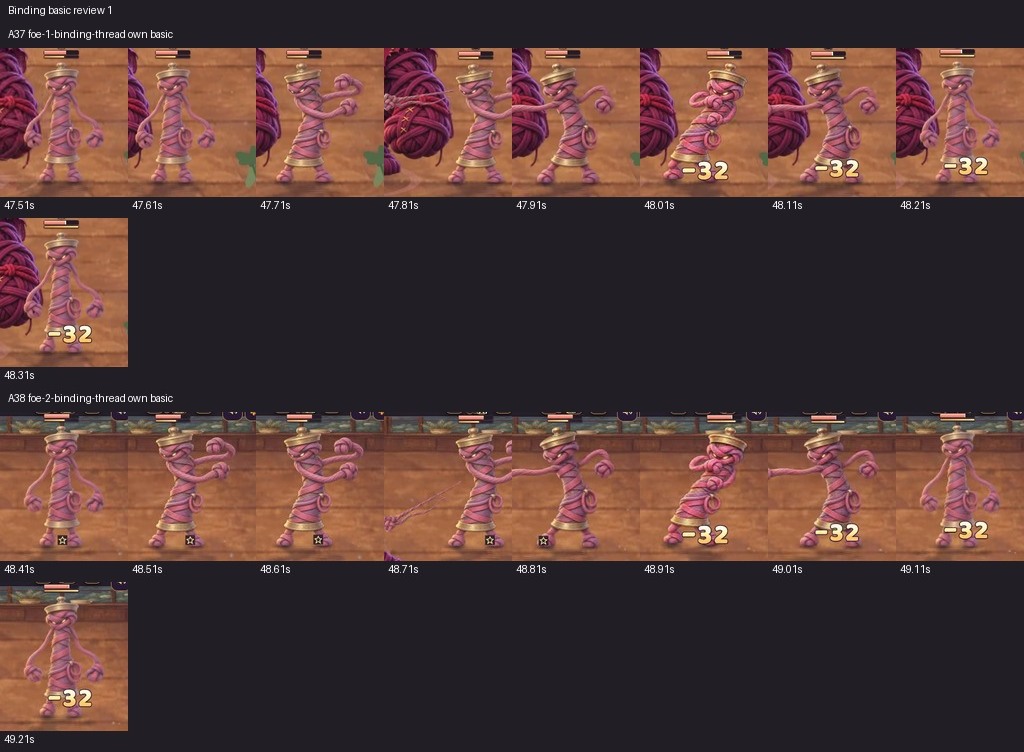 Binding basic review 1
A37 foe-1-binding-thread own basic
-32 -32 -32
47.51s 47.61s 47.71s 47.81s 47.91s 48.01s 48.11s 48.21s
-32
48.31s
A38 foe-2-binding-thread own basic
-32 -32 -32
48.41s 48.51s 48.61s 48.71s 48.81s 48.91s 49.01s 49.11s
-32
49.21s